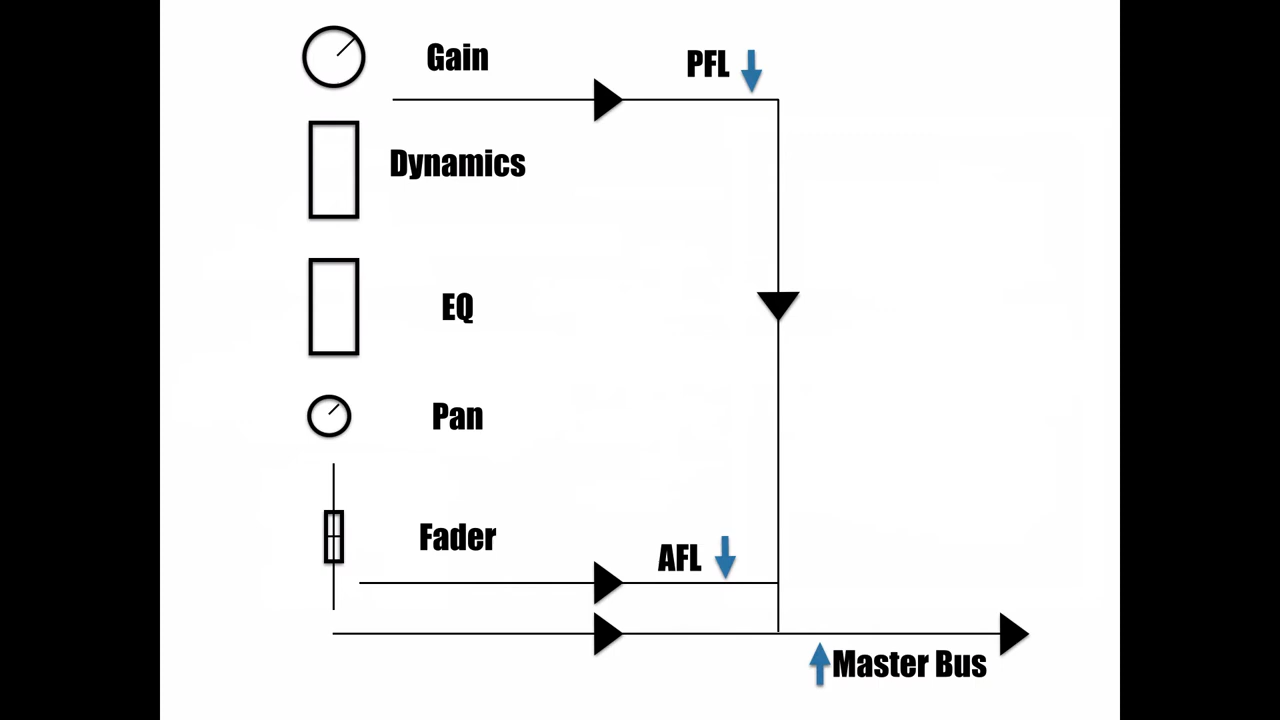 Gain
PFL
Dynamics
EQ
Pan
Fader
AFL
Master Bus